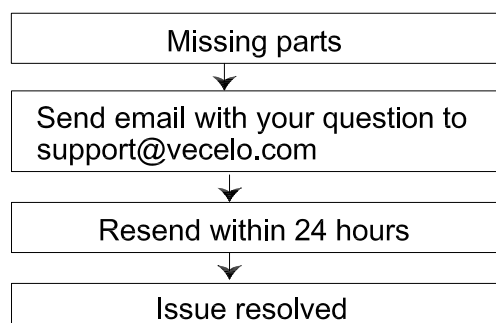 Missing parts
Send email with your question to
support@vecelo.com
Resend within 24 hours
Issue resolved